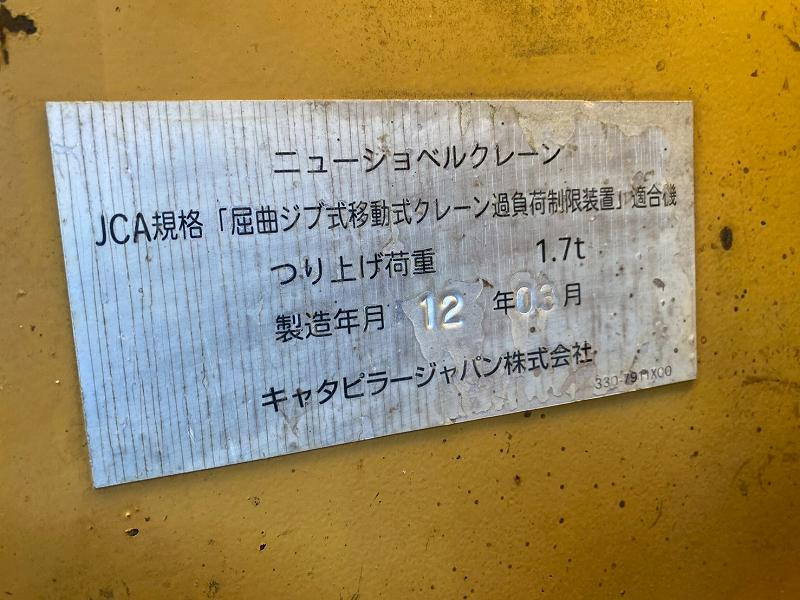 ニューショベルクレーン
JCA規格「屈曲ジブ式移動式クレーン過負荷制限装置」適合機
つり上げ荷重 1.7t
製造年月 12 年 03 月
キャタピラージャパン株式会社
330-7911X00